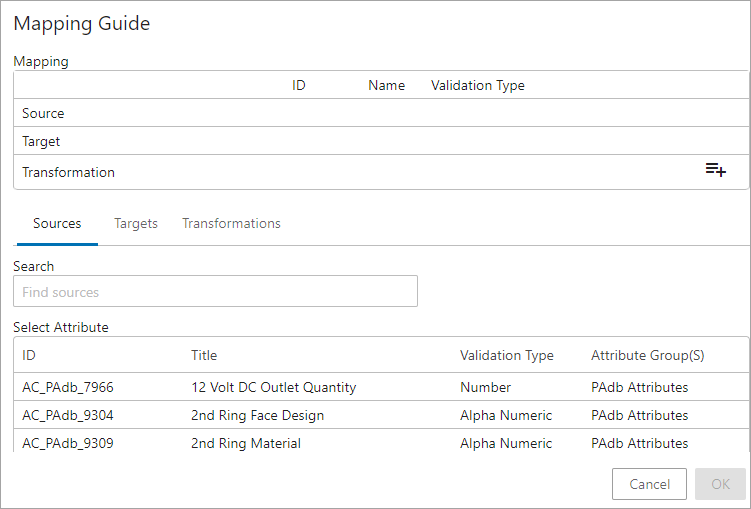 Mapping Guide
Mapping
ID Name Validation Type
Source
Target
Transformation
Sources Targets Transformations
Search
Find sources
Select Attribute
ID Title Validation Type Attribute Group(S)
AC_PAdb_7966 12 Volt DC Outlet Quantity Number PAdb Attributes
AC_PAdb_9304 2nd Ring Face Design Alpha Numeric PAdb Attributes
AC_PAdb_9309 2nd Ring Material Alpha Numeric PAdb Attributes
Cancel OK